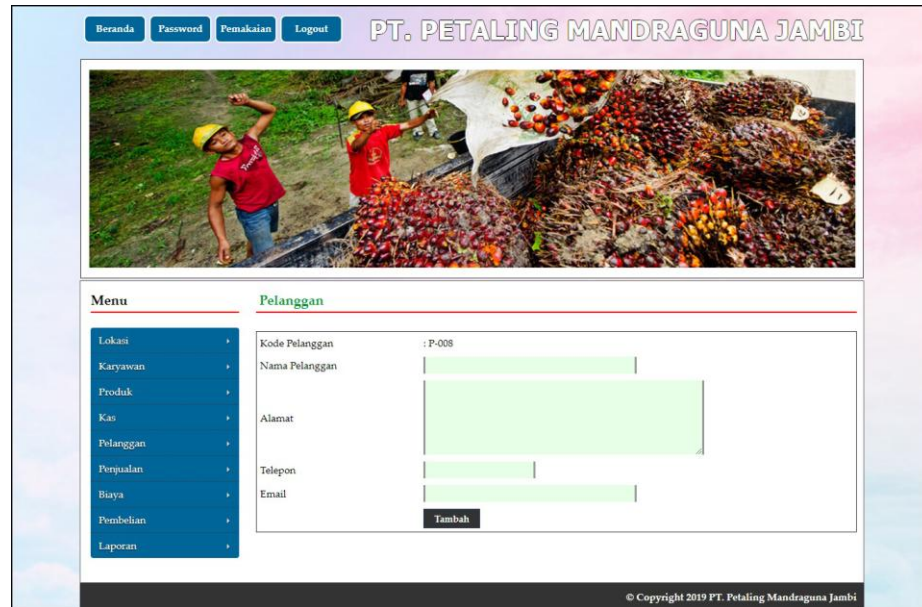 Beranda Password Pemakaian Logout
PT. PETALING MANDRAGUNA JAMBI
Menu
Lokasi
Karyawan
Produk
Kas
Pelanggan
Penjualan
Biaya
Pembelian
Laporan
Pelanggan
Kode Pelanggan : P-008
Nama Pelanggan
Alamat
Telepon
Email
Tambah
© Copyright 2019 PT. Petaling Mandraguna Jambi